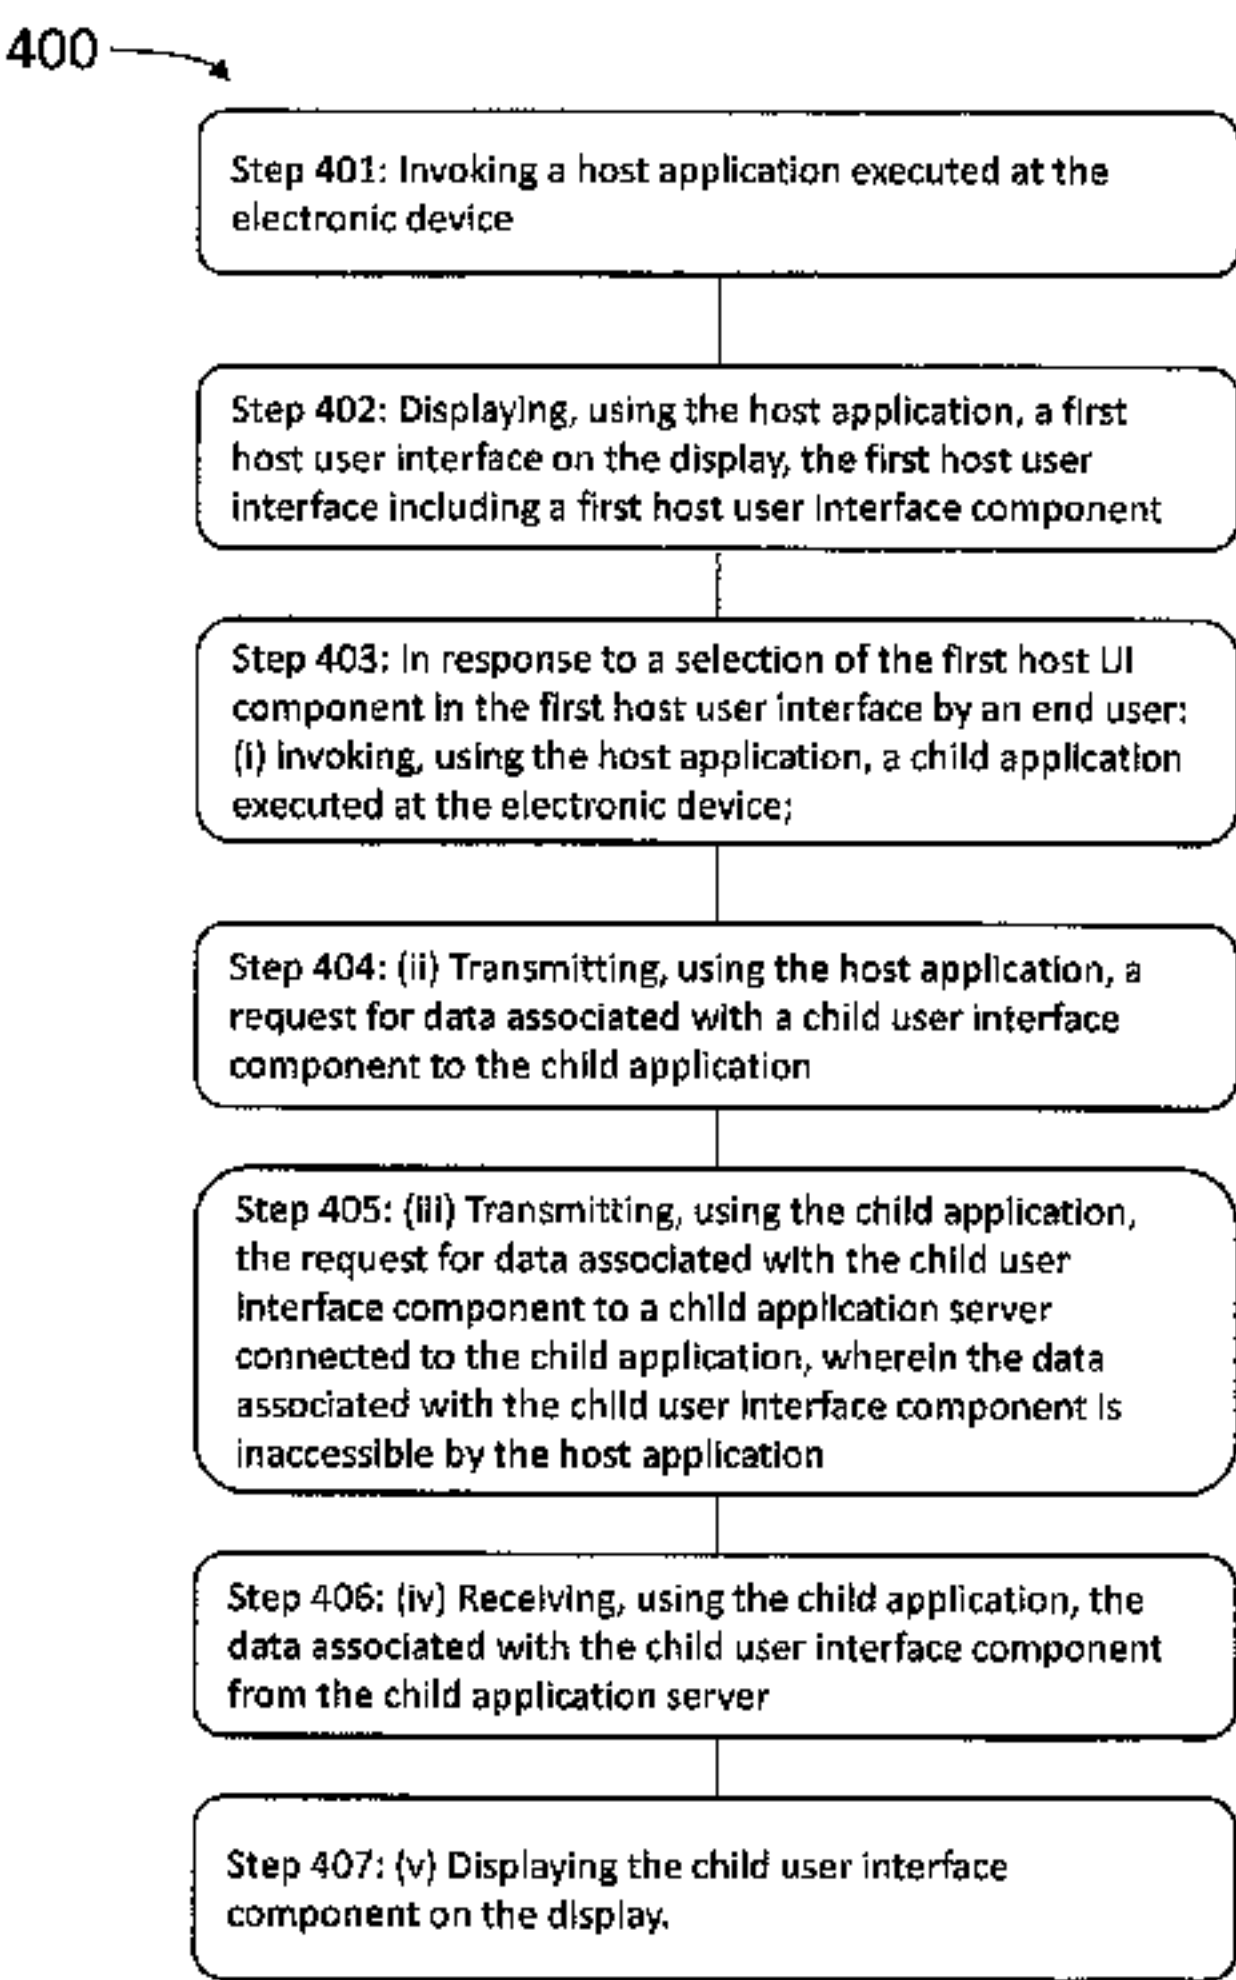 400
Step 401: Invoking a host application executed at the
electronic device
Step 402: Displaying, using the host application, a first
host user interface on the display, the first host user
interface including a first host user interface component
Step 403: In response to a selection of the first host UI
component in the first host user interface by an end user:
(i) invoking, using the host application, a child application
executed at the electronic device;
Step 404: (ii) Transmitting, using the host application, a
request for data associated with a child user interface
component to the child application
Step 405: (iii) Transmitting, using the child application,
the request for data associated with the child user
interface component to a child application server
connected to the child application, wherein the data
associated with the child user interface component is
inaccessible by the host application
Step 406: (iv) Receiving, using the child application, the
data associated with the child user interface component
from the child application server
Step 407: (v) Displaying the child user interface
component on the display.